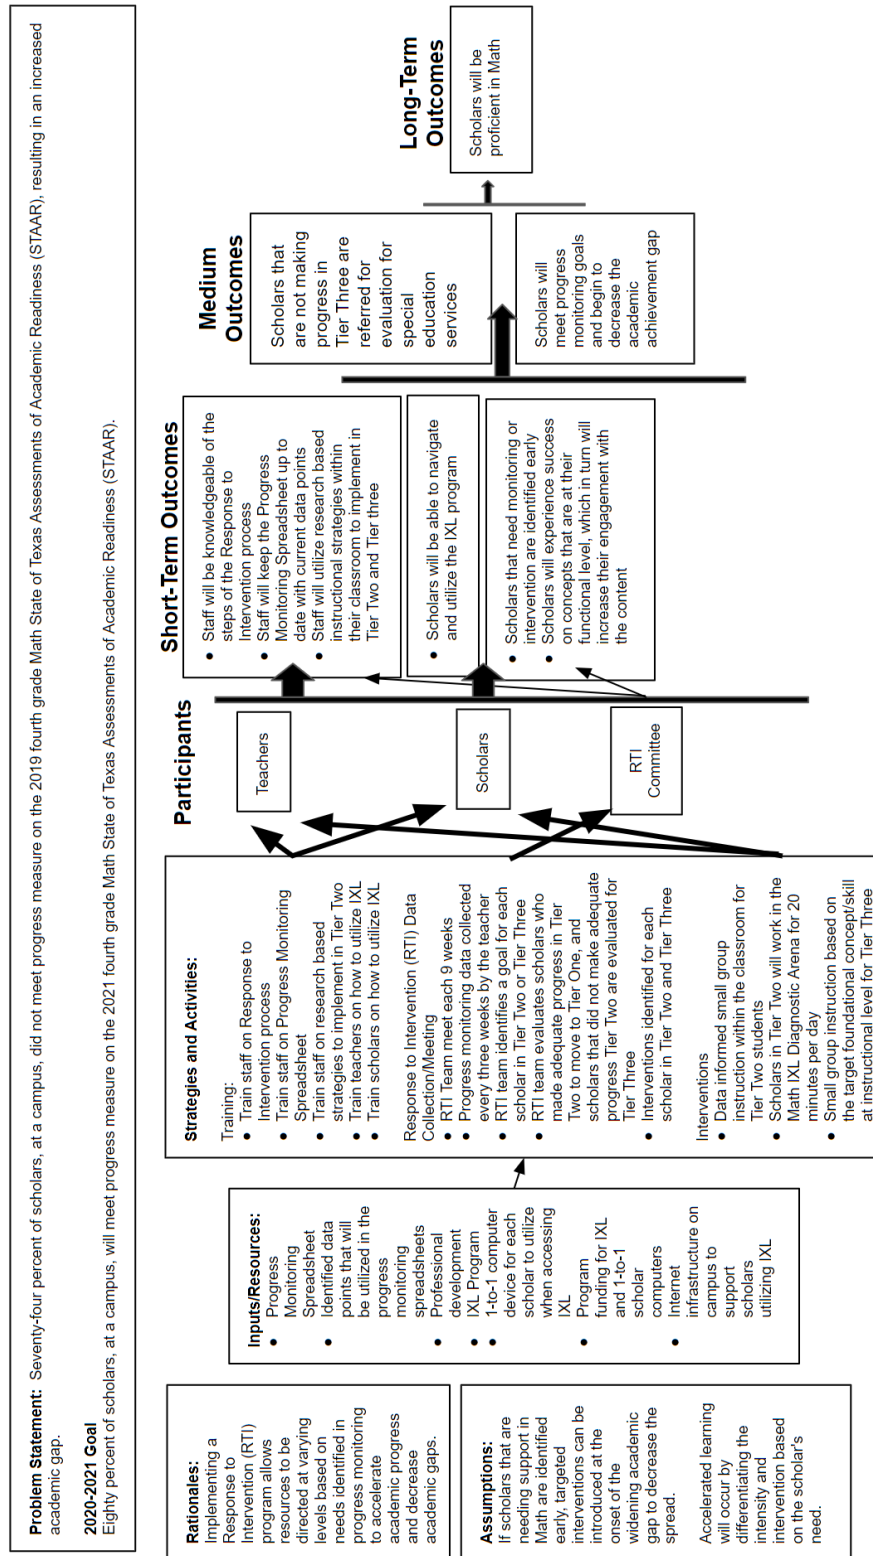 Problem Statement: Seventy-four percent of scholars, at a campus, did not meet progress measure on the 2019 fourth grade Math State of Texas Assessments of Academic Readiness (STAAR), resulting in an increased
academic gap.
2020-2021 Goal
Eighty percent of scholars, at a campus, will meet progress measure on the 2021 fourth grade Math State of Texas Assessments of Academic Readiness (STAAR).
Rationales:
Implementing a
Response to
Intervention (RTI)
program allows
resources to be
directed at varying
levels based on
needs identified in
progress monitoring
to accelerate
academic progress
and decrease
academic gaps.
Assumptions:
If scholars that are
needing support in
Math are identified
early, targeted
interventions can be
introduced at the
onset of the
widening academic
gap to decrease the
spread.
Accelerated learning
will occur by
differentiating the
intensity and
intervention based
on the scholar's
need.
Inputs/Resources:
● Progress
Monitoring
Spreadsheet
● Identified data
points that will
be utilized in the
progress
monitoring
spreadsheets
● Professional
development
● IXL Program
● 1-to-1 computer
device for each
scholar to utilize
when accessing
IXL
● Program
funding for IXL
and 1-to-1
scholar
computers
● Internet
infrastructure on
campus to
support
scholars
utilizing IXL
Strategies and Activities:
Training:
● Train staff on Response to
Intervention process
● Train staff on Progress Monitoring
Spreadsheet
● Train staff on research based
strategies to implement in Tier Two
● Train teachers on how to utilize IXL
● Train scholars on how to utilize IXL
Response to Intervention (RTI) Data
Collection/Meeting
● RTI Team meet each 9 weeks
● Progress monitoring data collected
every three weeks by the teacher
● RTI team identifies a goal for each
scholar in Tier Two or Tier Three
● RTI team evaluates scholars who
made adequate progress in Tier
Two to move to Tier One, and
scholars that did not make adequate
progress Tier Two are evaluated for
Tier Three
● Interventions identified for each
scholar in Tier Two and Tier Three
Interventions
● Data informed small group
instruction within the classroom for
Tier Two students
● Scholars in Tier Two will work in the
Math IXL Diagnostic Arena for 20
minutes per day
● Small group instruction based on
the target foundational concept/skill
at instructional level for Tier Three
Participants
Teachers
Scholars
RTI
Committee
Short-Term Outcomes
● Staff will be knowledgeable of the
steps of the Response to
Intervention process
● Staff will keep the Progress
Monitoring Spreadsheet up to
date with current data points
● Staff will utilize research based
instructional strategies within
their classroom to implement in
Tier Two and Tier three
● Scholars will be able to navigate
and utilize the IXL program
● Scholars that need monitoring or
intervention are identified early
● Scholars will experience success
on concepts that are at their
functional level, which in turn will
increase their engagement with
the content
Medium
Outcomes
Scholars that
are not making
progress in
Tier Three are
referred for
evaluation for
special
education
services
Scholars will
meet progress
monitoring goals
and begin to
decrease the
academic
achievement gap
Long-Term
Outcomes
Scholars will be
proficient in Math